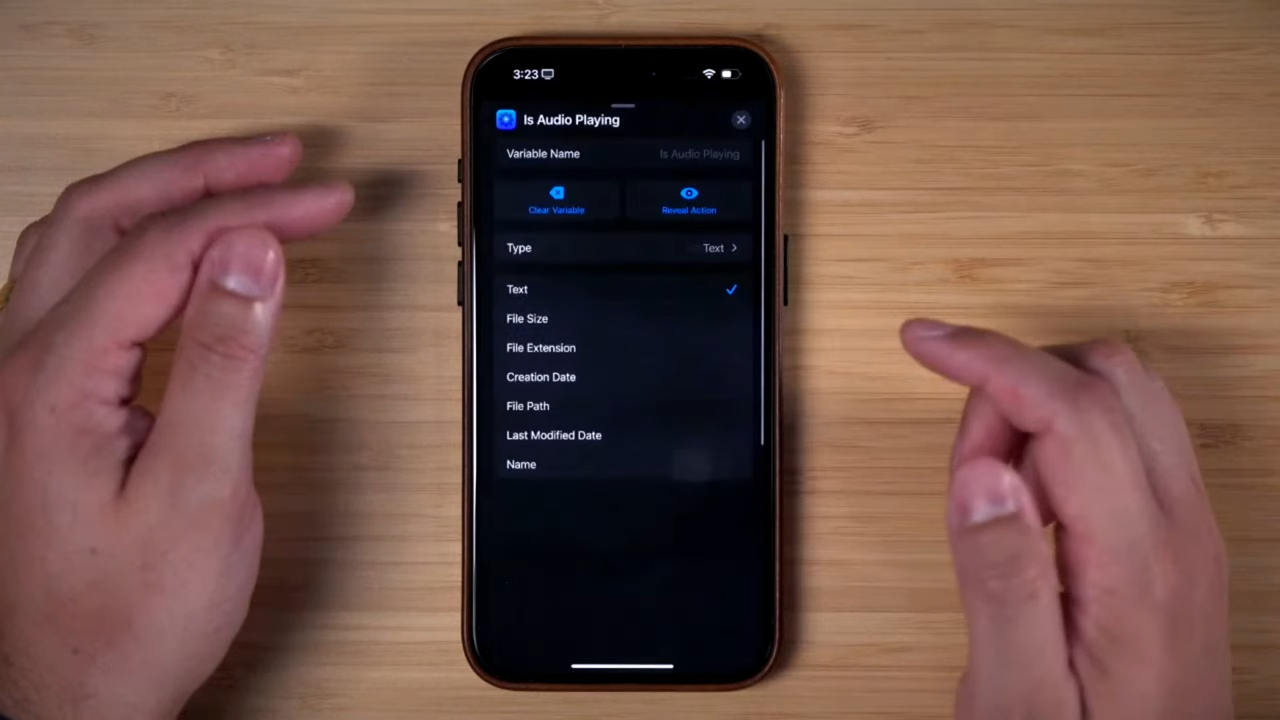 3:23
Is Audio Playing
Variable Name Is Audio Playing
Clear Variable Reveal Action
Type Text
Text
File Size
File Extension
Creation Date
File Path
Last Modified Date
Name